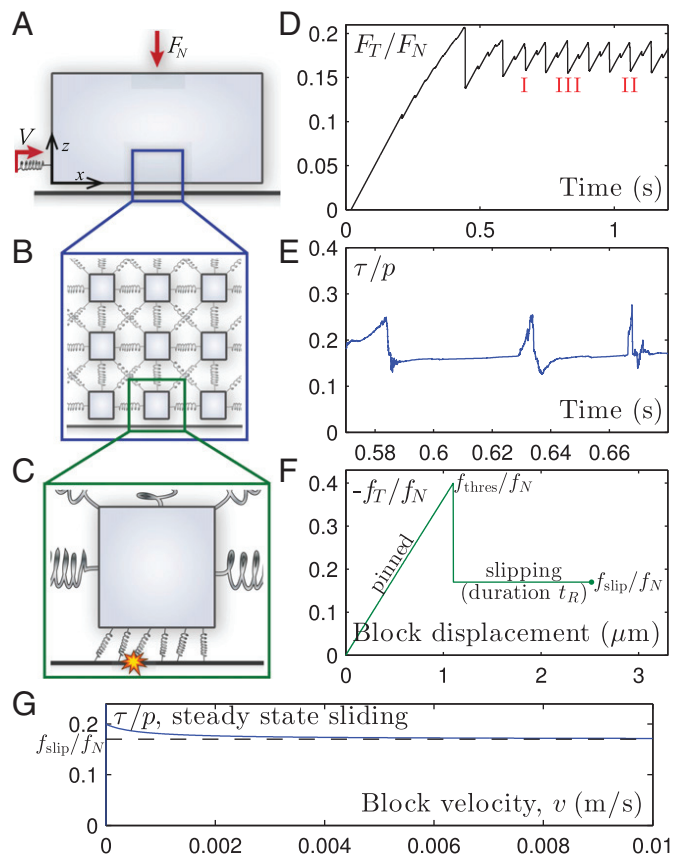 A
F_N
V
z
x
B
C
D
F_T/F_N
0.2
0.15
0.1
0.05
0
0
0.5
1
I
III
II
Time (s)
E
τ/p
0.4
0.3
0.2
0.1
0
0.58
0.6
0.62
0.64
0.66
Time (s)
F
-f_T/f_N
f_thres/f_N
0.4
0.3
0.2
0.1
0
pinned
slipping
(duration t_R)
f_slip/f_N
Block displacement (μm)
0
1
2
3
G
τ/p, steady state sliding
0.2
f_slip/f_N
0.1
0
Block velocity, v (m/s)
0
0.002
0.004
0.006
0.008
0.01